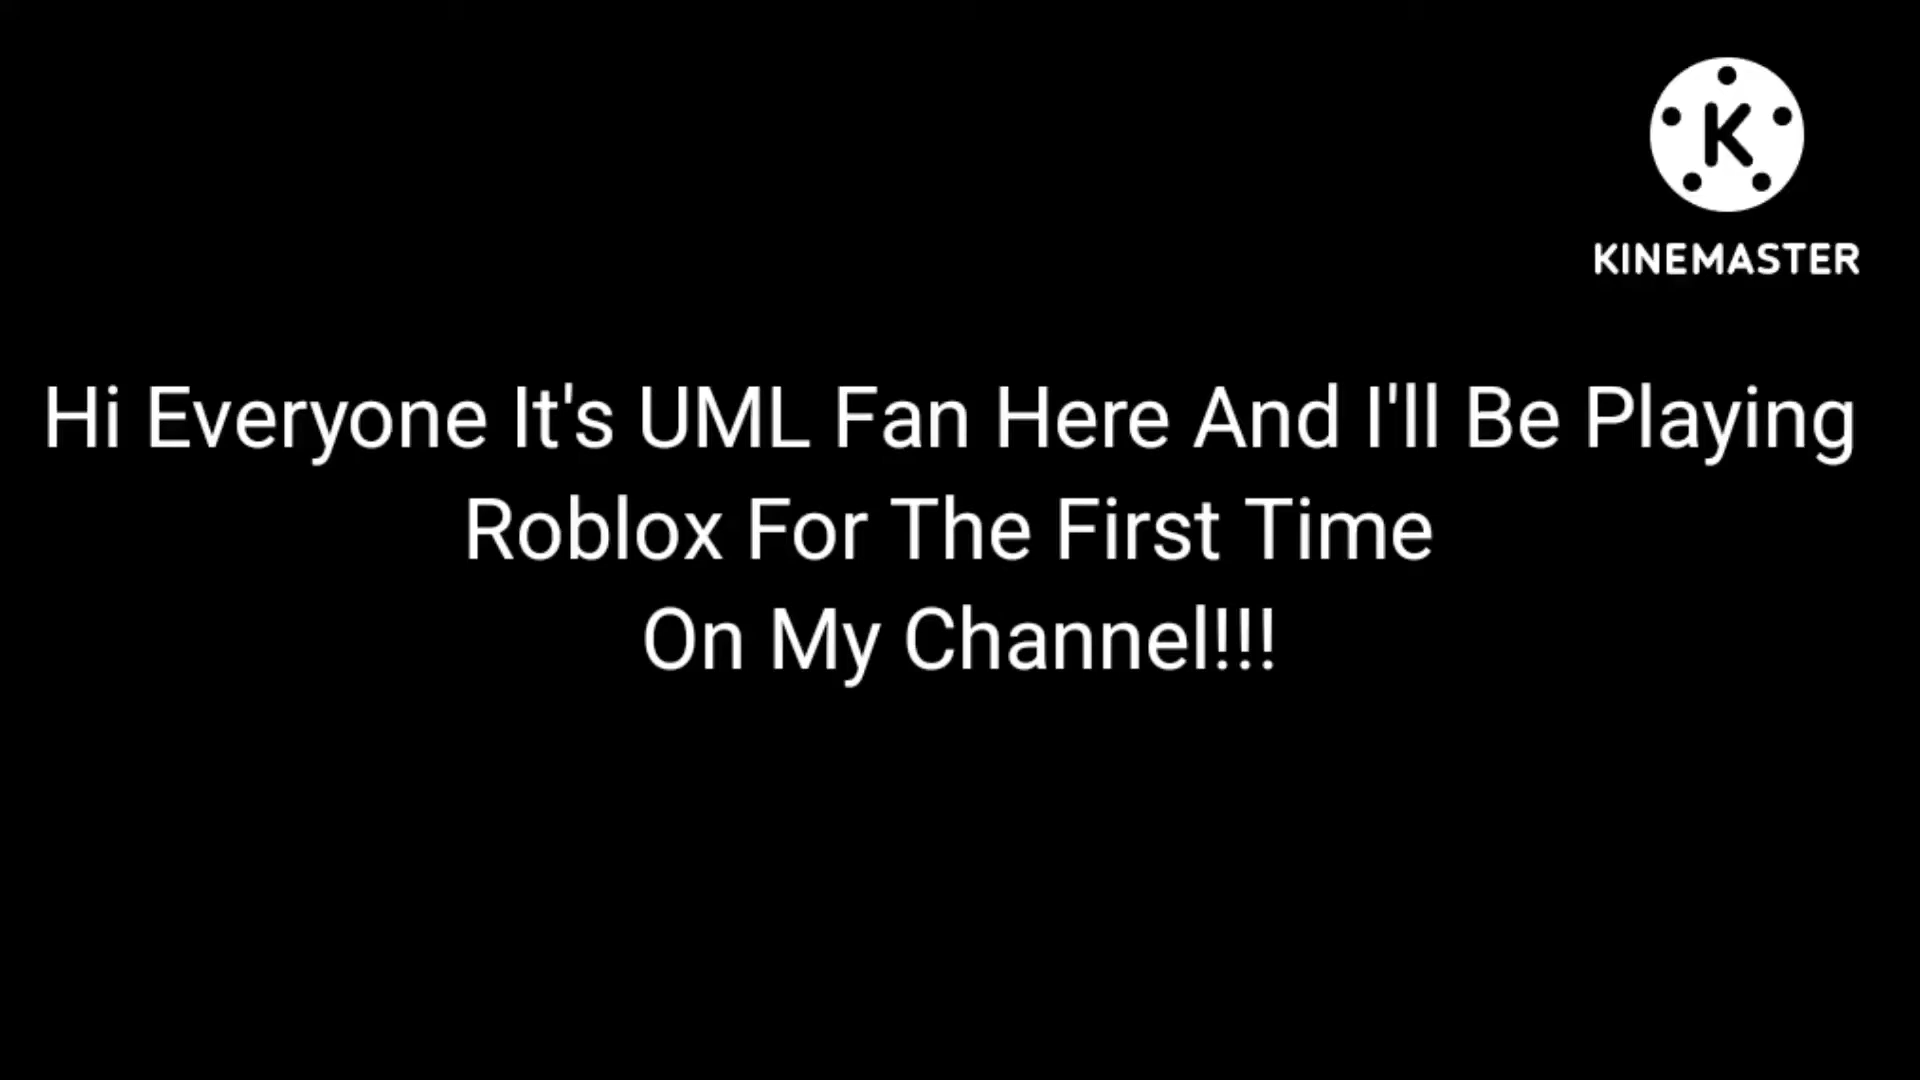 K
KINEMASTER
Hi Everyone It's UML Fan Here And I'll Be Playing
Roblox For The First Time
On My Channel!!!